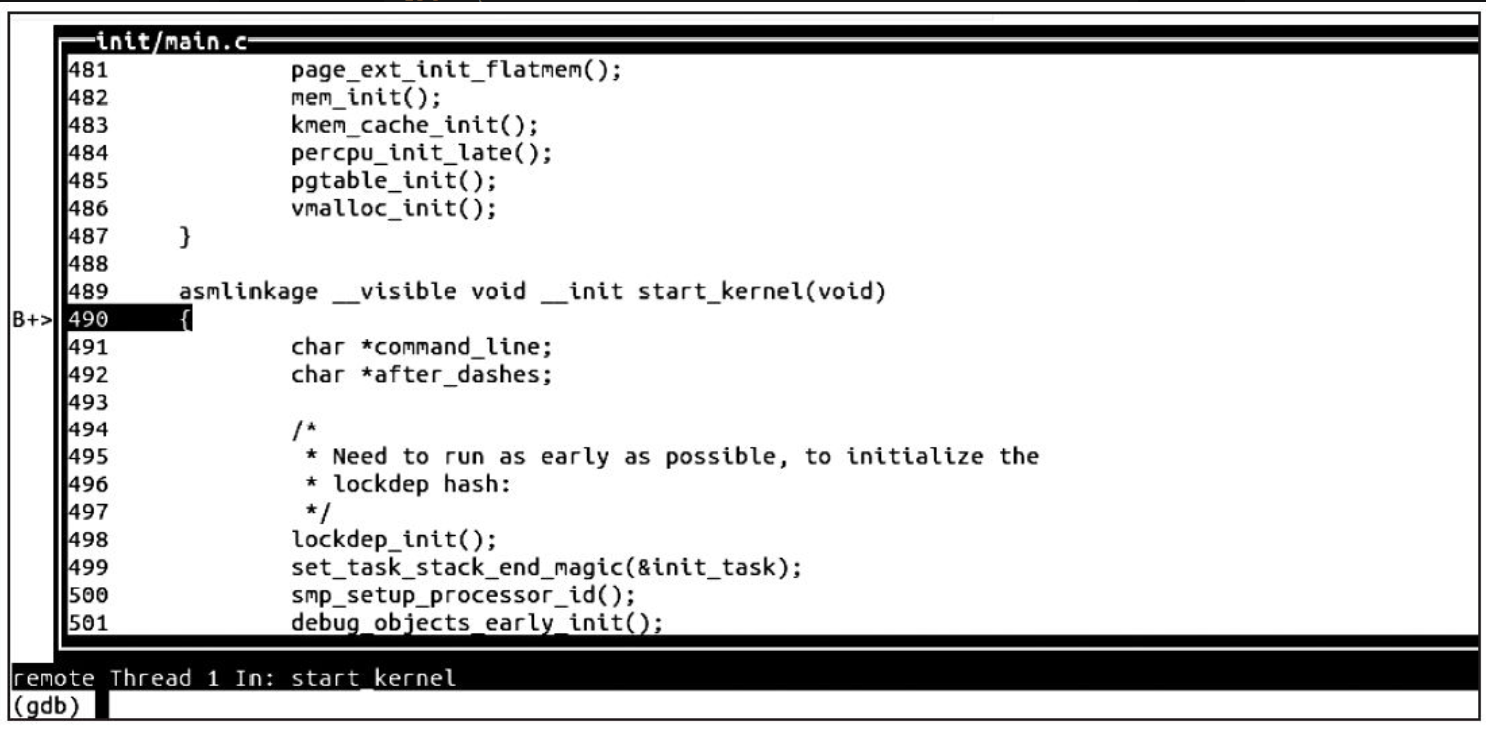 init/main.c
481 page_ext_init_flatmem();
482 mem_init();
483 kmem_cache_init();
484 percpu_init_late();
485 pgtable_init();
486 vmalloc_init();
487 }
488
489 asmlinkage __visible void __init start_kernel(void)
B+> 490 {
491 char *command_line;
492 char *after_dashes;
493
494 /*
495 * Need to run as early as possible, to initialize the
496 * lockdep hash:
497 */
498 lockdep_init();
499 set_task_stack_end_magic(&init_task);
500 smp_setup_processor_id();
501 debug_objects_early_init();
remote Thread 1 In: start_kernel
(gdb)